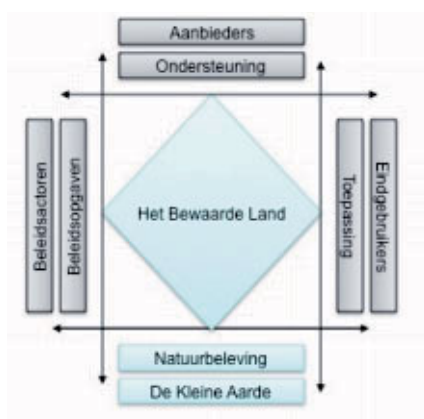 Aanbieders
Ondersteuning
Beleidsactoren
Beleidsopgaven
Het Bewaarde Land
Toepassing
Eindgebruikers
Natuurbeleving
De Kleine Aarde